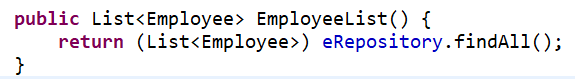 public List<Employee> EmployeeList() {
    return (List<Employee>) eRepository.findAll();
}